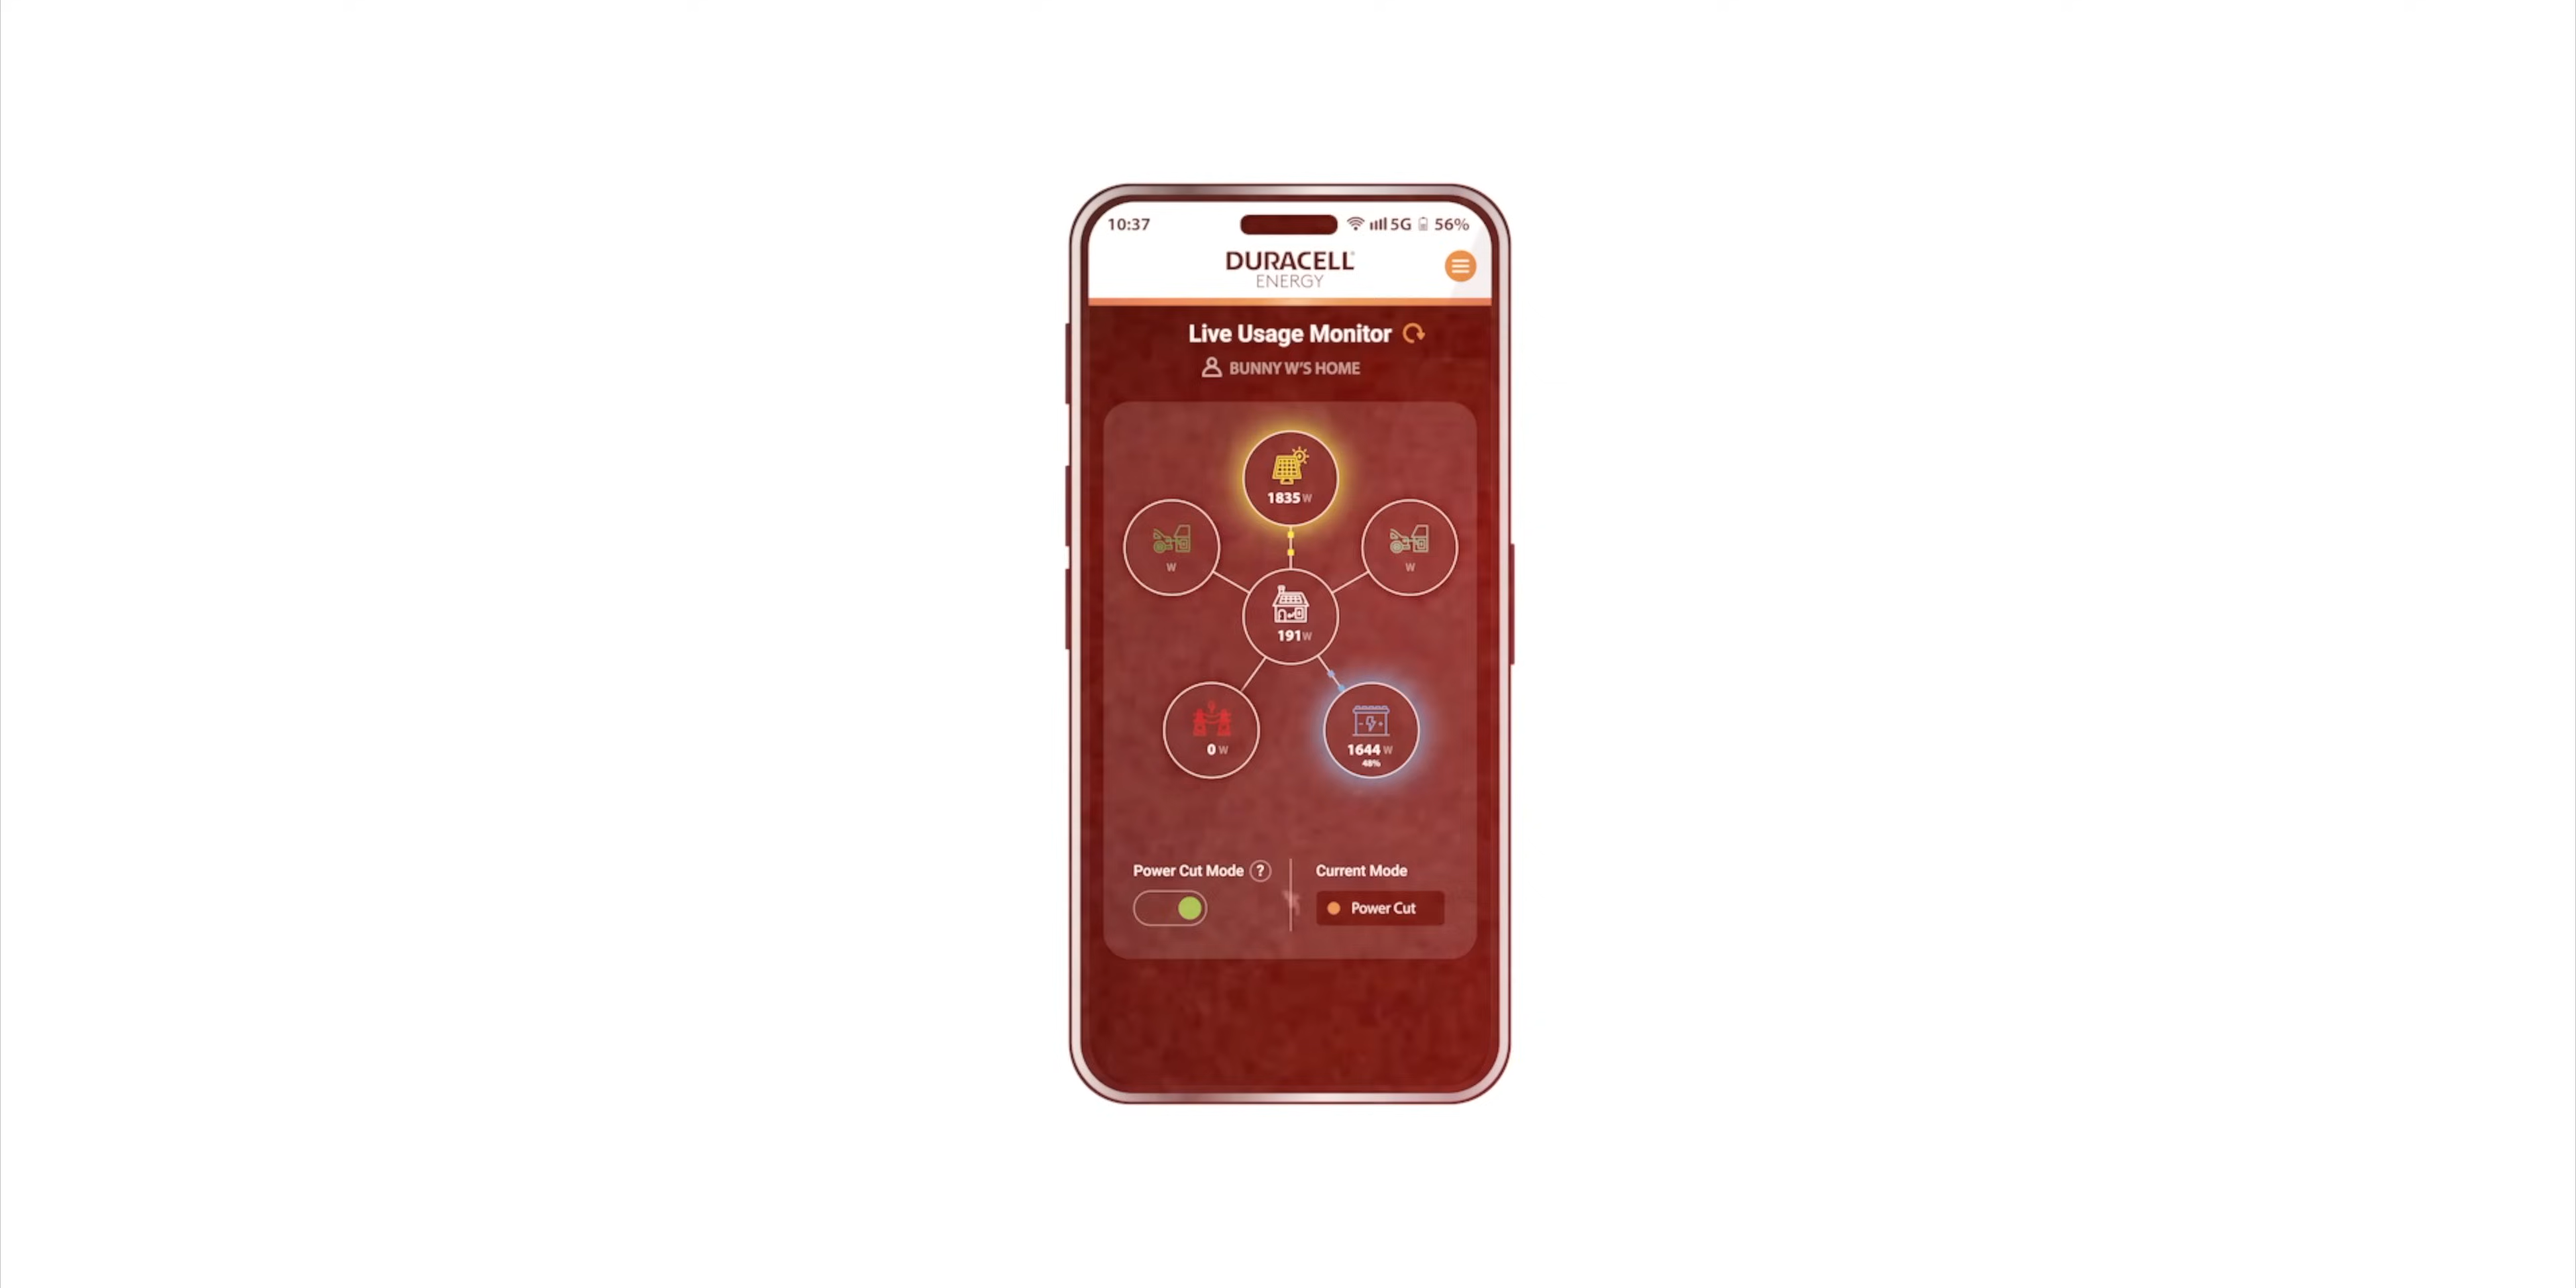 10:37 5G 56%
DURACELL
ENERGY
Live Usage Monitor
BUNNY W'S HOME
1835 W
W
W
191 W
0 W
1644 W
48%
Power Cut Mode ?
Current Mode
Power Cut